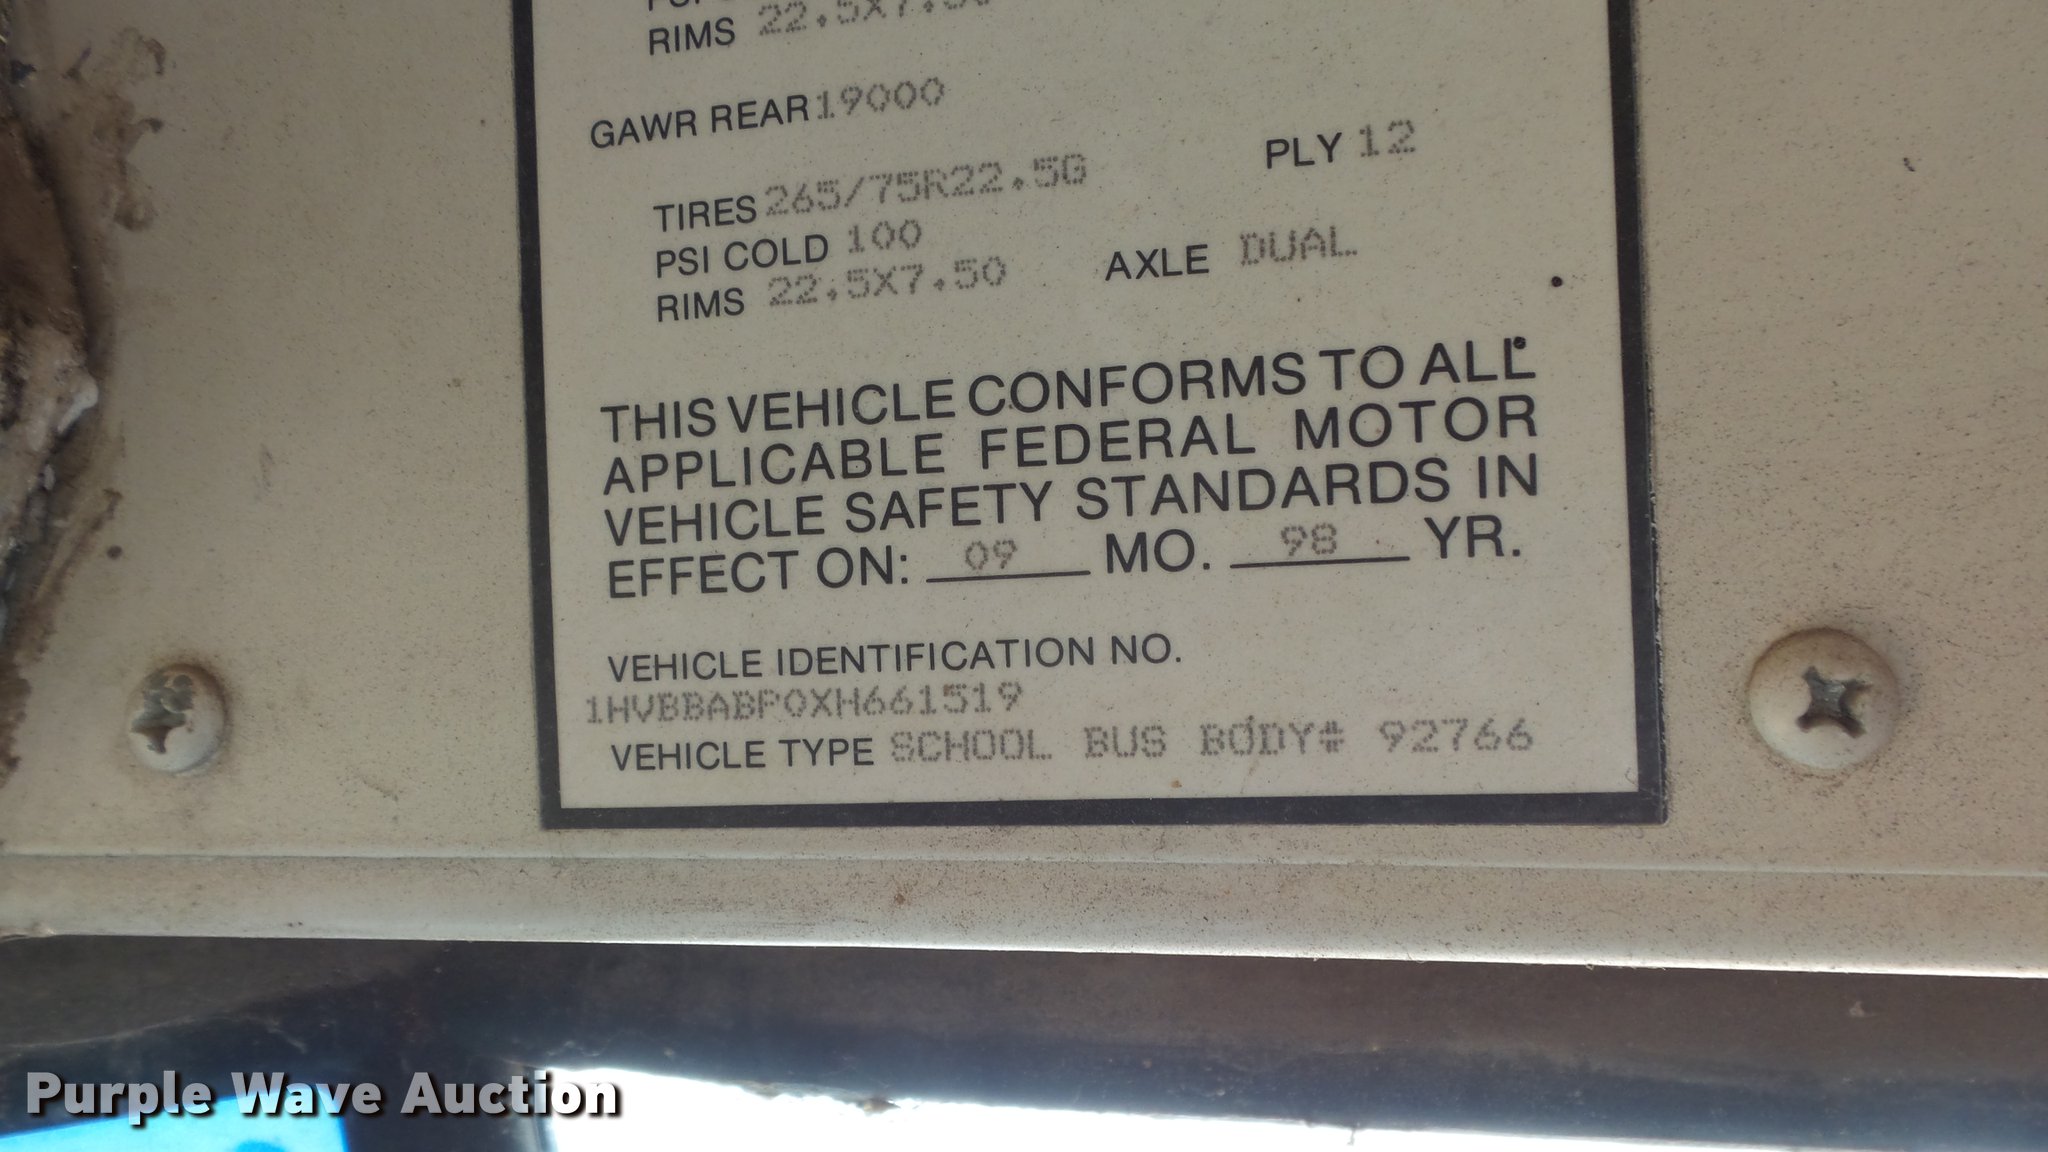 RIMS 22.5X7.50
GAWR REAR 19000
TIRES 265/75R22.5G PLY 12
PSI COLD 100
RIMS 22.5X7.50 AXLE DUAL
THIS VEHICLE CONFORMS TO ALL
APPLICABLE FEDERAL MOTOR
VEHICLE SAFETY STANDARDS IN
EFFECT ON: 09 MO. 98 YR.
VEHICLE IDENTIFICATION NO.
1HVBBABP0XH661519
VEHICLE TYPE SCHOOL BUS BODY# 92766
Purple Wave Auction